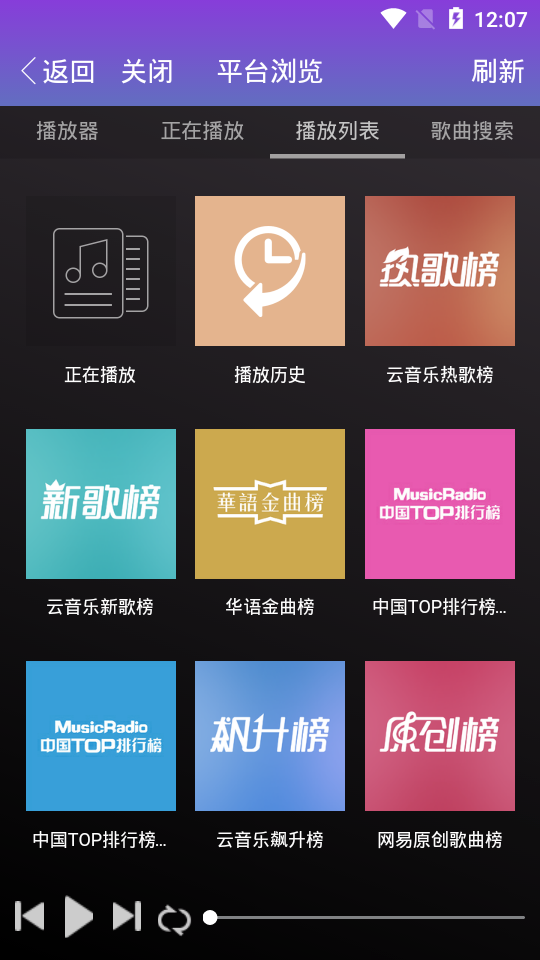 12:07
返回 关闭 平台浏览 刷新
播放器 正在播放 播放列表 歌曲搜索
热歌榜
正在播放 播放历史 云音乐热歌榜
新歌榜 華語金曲榜 MusicRadio
中国TOP排行榜
云音乐新歌榜 华语金曲榜 中国TOP排行榜...
MusicRadio
中国TOP排行榜 飙升榜 原创榜
中国TOP排行榜... 云音乐飙升榜 网易原创歌曲榜